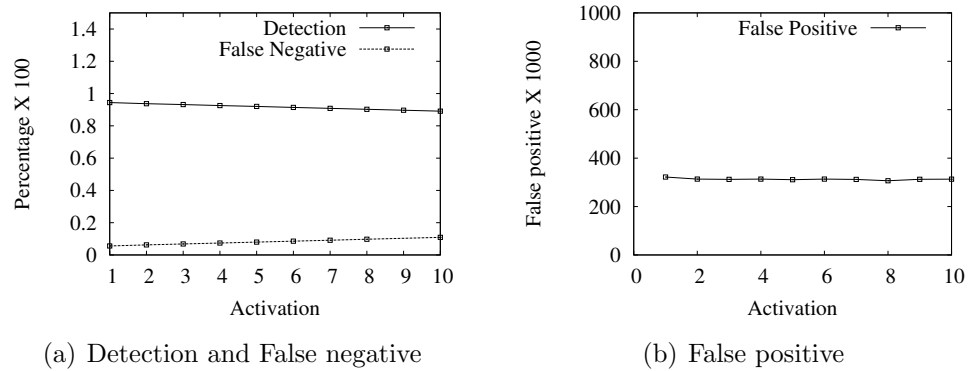 Percentage X 100
1.4
1.2
1
0.8
0.6
0.4
0.2
0
Detection
False Negative
1 2 3 4 5 6 7 8 9 10
Activation
(a) Detection and False negative
False positive X 1000
1000
800
600
400
200
0
False Positive
0 2 4 6 8 10
Activation
(b) False positive